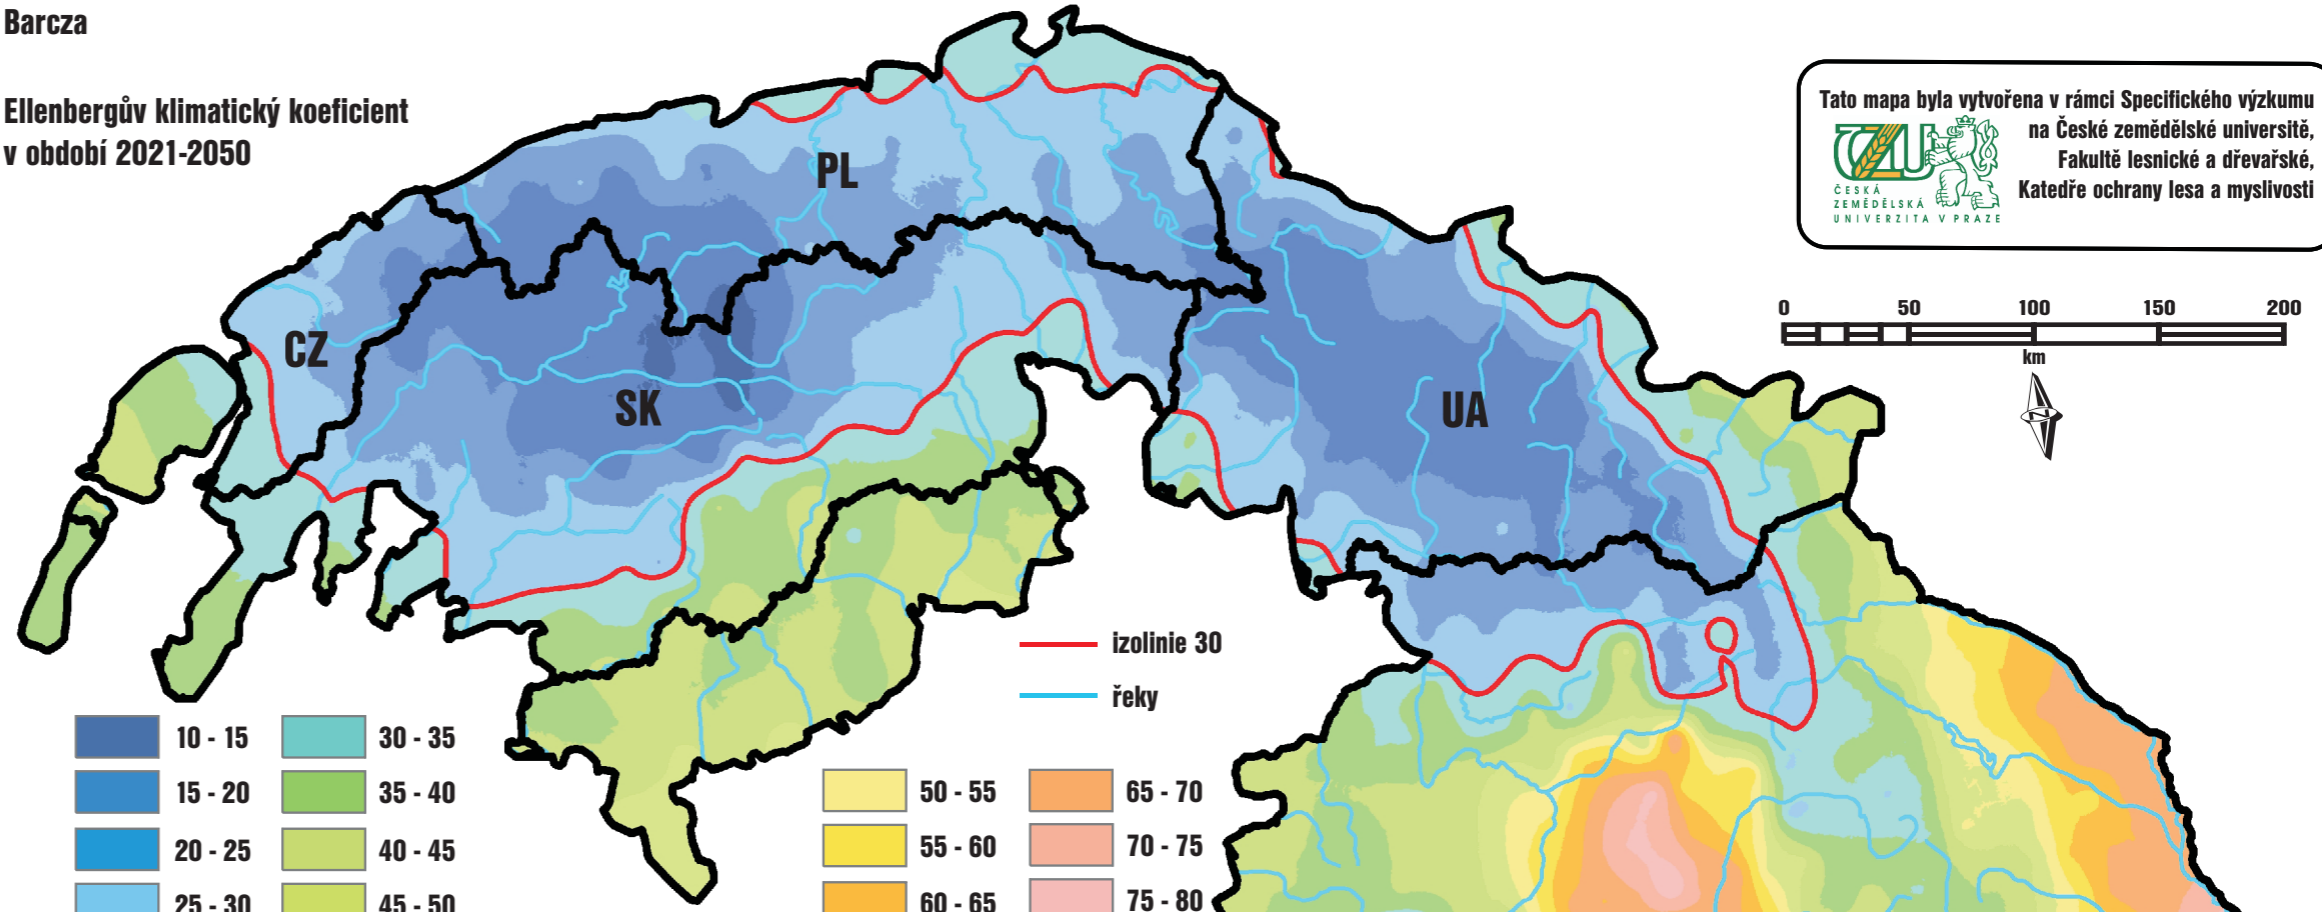 Barcza
Ellenbergův klimatický koeficient
v období 2021-2050
Tato mapa byla vytvořena v rámci Specifického výzkumu
na České zemědělské universitě,
Fakultě lesnické a dřevařské,
Katedře ochrany lesa a myslivosti
ČZU
ČESKÁ
ZEMĚDĚLSKÁ
UNIVERZITA V PRAZE
0 50 100 150 200
km
N
PL
CZ
SK
UA
izolinie 30
řeky
10 - 15
15 - 20
20 - 25
25 - 30
30 - 35
35 - 40
40 - 45
45 - 50
50 - 55
55 - 60
60 - 65
65 - 70
70 - 75
75 - 80